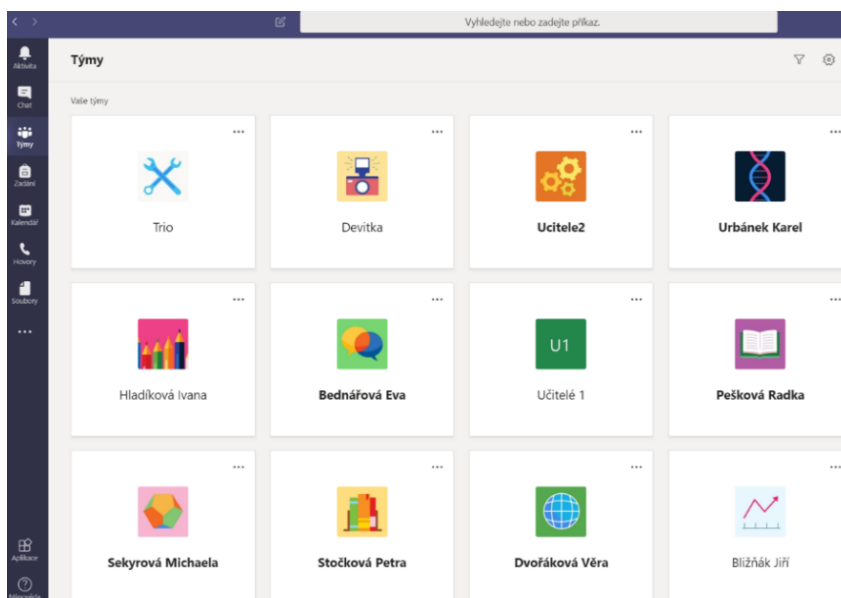 Vyhledejte nebo zadejte příkaz.
Aktivita
Chat
Týmy
Zadání
Kalendář
Hovory
Soubory
Aplikace
Nápověda
Týmy
Vaše týmy
Trio
Devitka
Ucitele2
Urbánek Karel
Hladíková Ivana
Bednářová Eva
U1
Učitelé 1
Pešková Radka
Sekyrová Michaela
Stočková Petra
Dvořáková Věra
Bližňák Jiří